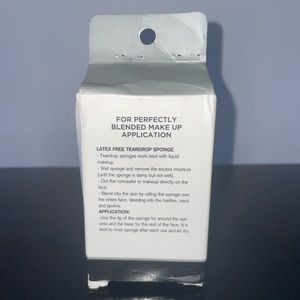 FOR PERFECTLY
BLENDED MAKE UP
APPLICATION
LATEX FREE TEARDROP SPONGE
- Teardrop sponges work best with liquid
makeup.
- Wet sponge and remove the excess moisture
(until the sponge is damp but not wet).
- Dot the concealer or makeup directly on the
face.
- Blend into the skin by rolling the sponge over
the entire face, bleeding into the hairline, neck
and jawline.
APPLICATION:
-Use the tip of the sponge for around the eye
area and the base for the rest of the face. It is
best to rinse sponge after each use and let dry.